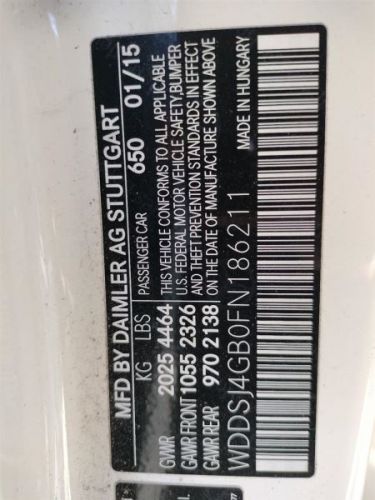 MFD BY DAIMLER AG STUTTGART
KG LBS PASSENGER CAR 650 01/15
GVWR 2025 4464 THIS VEHICLE CONFORMS TO ALL APPLICABLE
GAWR FRONT 1055 2326 U.S. FEDERAL MOTOR VEHICLE SAFETY, BUMPER
AND THEFT PREVENTION STANDARDS IN EFFECT
GAWR REAR 970 2138 ON THE DATE OF MANUFACTURE SHOWN ABOVE
WDDSJ4GB0FN186211 MADE IN HUNGARY